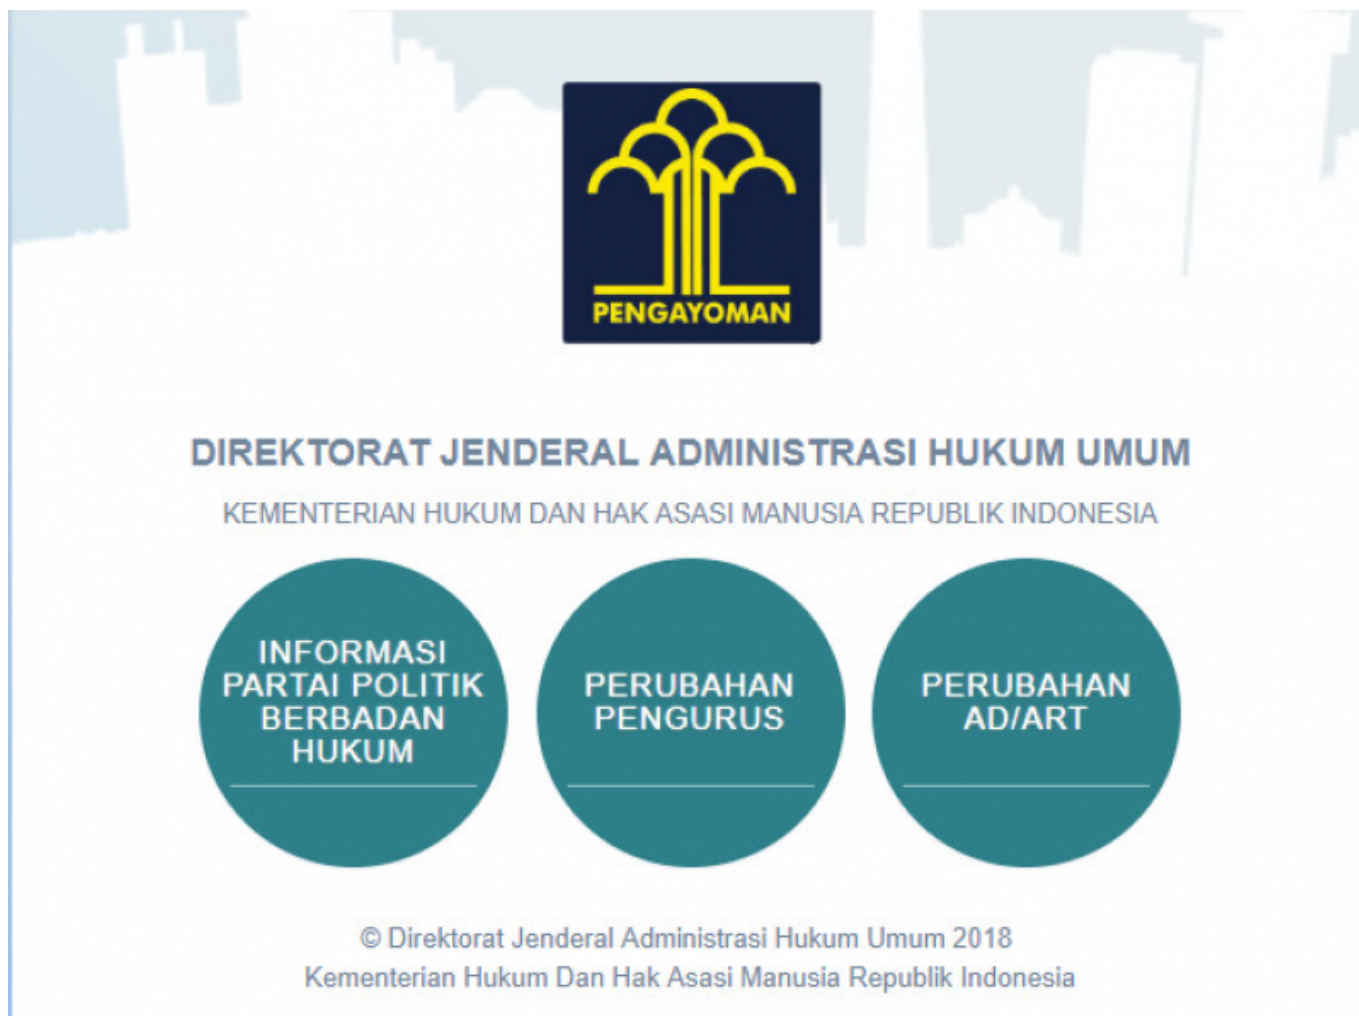 PENGAYOMAN
DIREKTORAT JENDERAL ADMINISTRASI HUKUM UMUM
KEMENTERIAN HUKUM DAN HAK ASASI MANUSIA REPUBLIK INDONESIA
INFORMASI
PARTAI POLITIK
BERBADAN
HUKUM
PERUBAHAN
PENGURUS
PERUBAHAN
AD/ART
© Direktorat Jenderal Administrasi Hukum Umum 2018
Kementerian Hukum Dan Hak Asasi Manusia Republik Indonesia